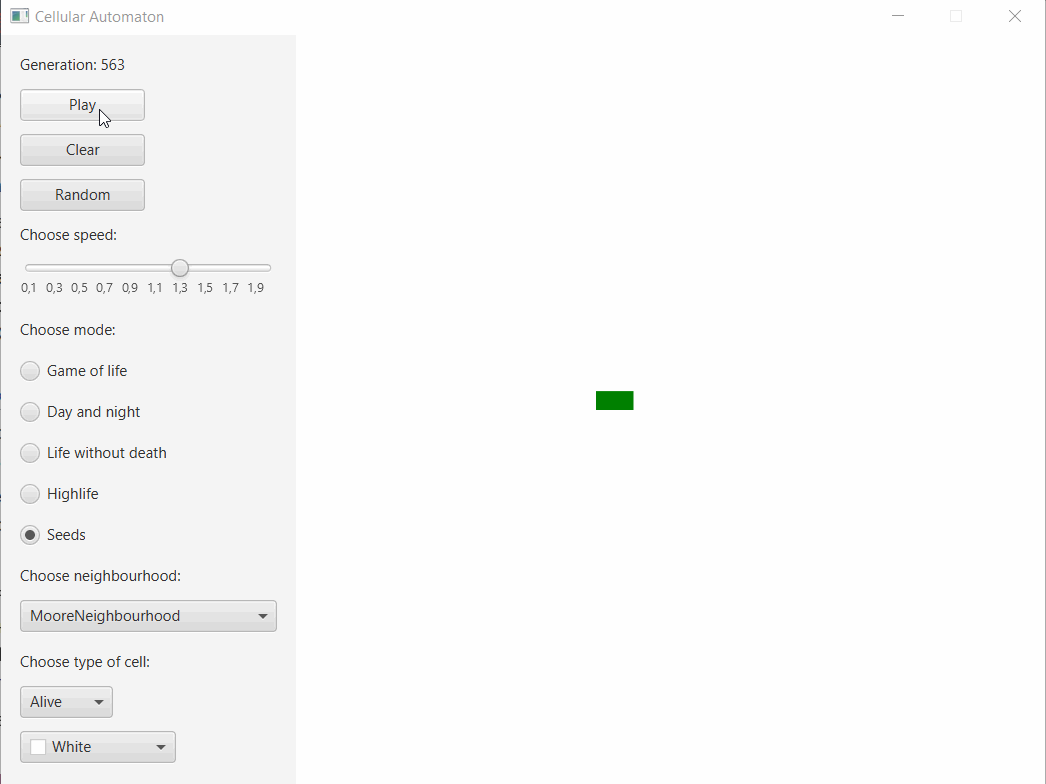 Cellular Automaton
Generation: 563
Play
Clear
Random
Choose speed:
0,1 0,3 0,5 0,7 0,9 1,1 1,3 1,5 1,7 1,9
Choose mode:
Game of life
Day and night
Life without death
Highlife
Seeds
Choose neighbourhood:
MooreNeighbourhood
Choose type of cell:
Alive
White